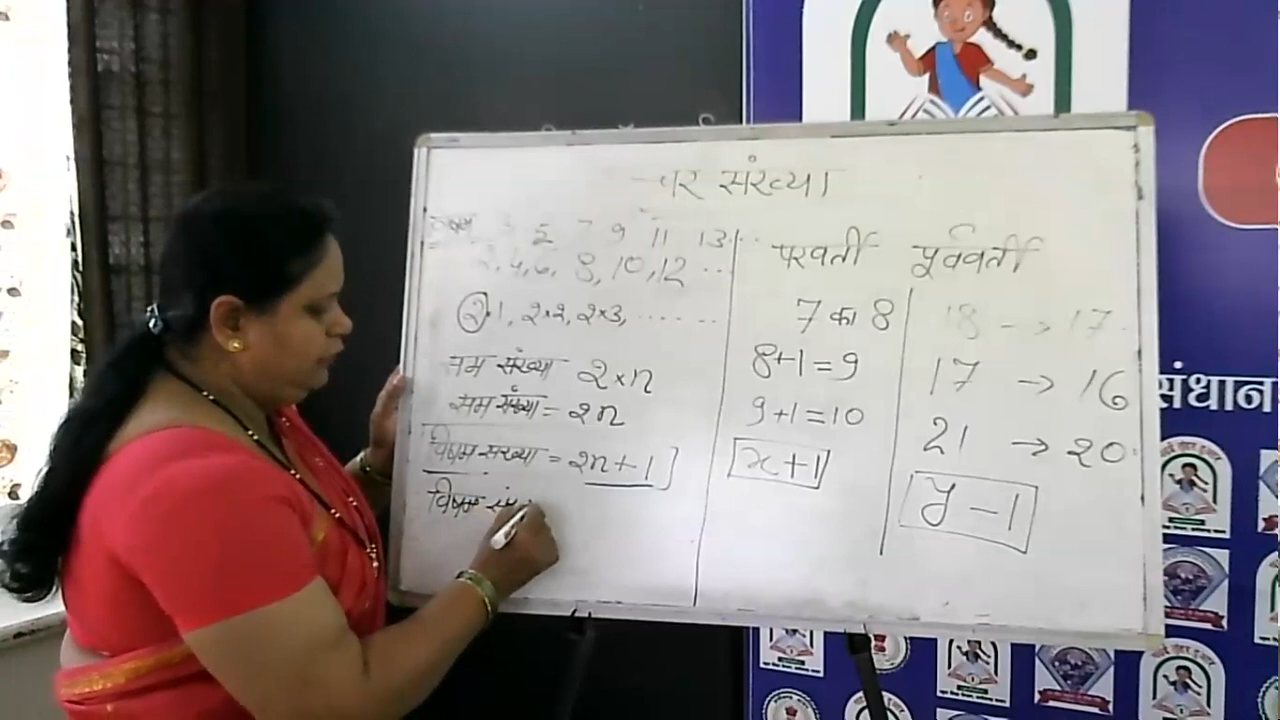 चर संख्या
5 7 9 11 13...
4, 6, 8, 10, 12 ...
2×1, 2×2, 2×3, .......
सम संख्या 2×n
सम संख्या = 2n
विषम संख्या = 2n+1
विषम
परवर्ती
7 का 8
8+1=9
9+1=10
x+1
पूर्ववर्ती
18 -> 17
17 -> 16
21 -> 20
y-1
संधान